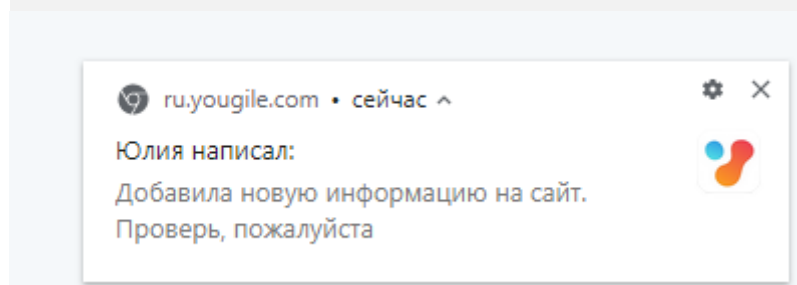 ru.yougile.com • сейчас
Юлия написал:
Добавила новую информацию на сайт.
Проверь, пожалуйста